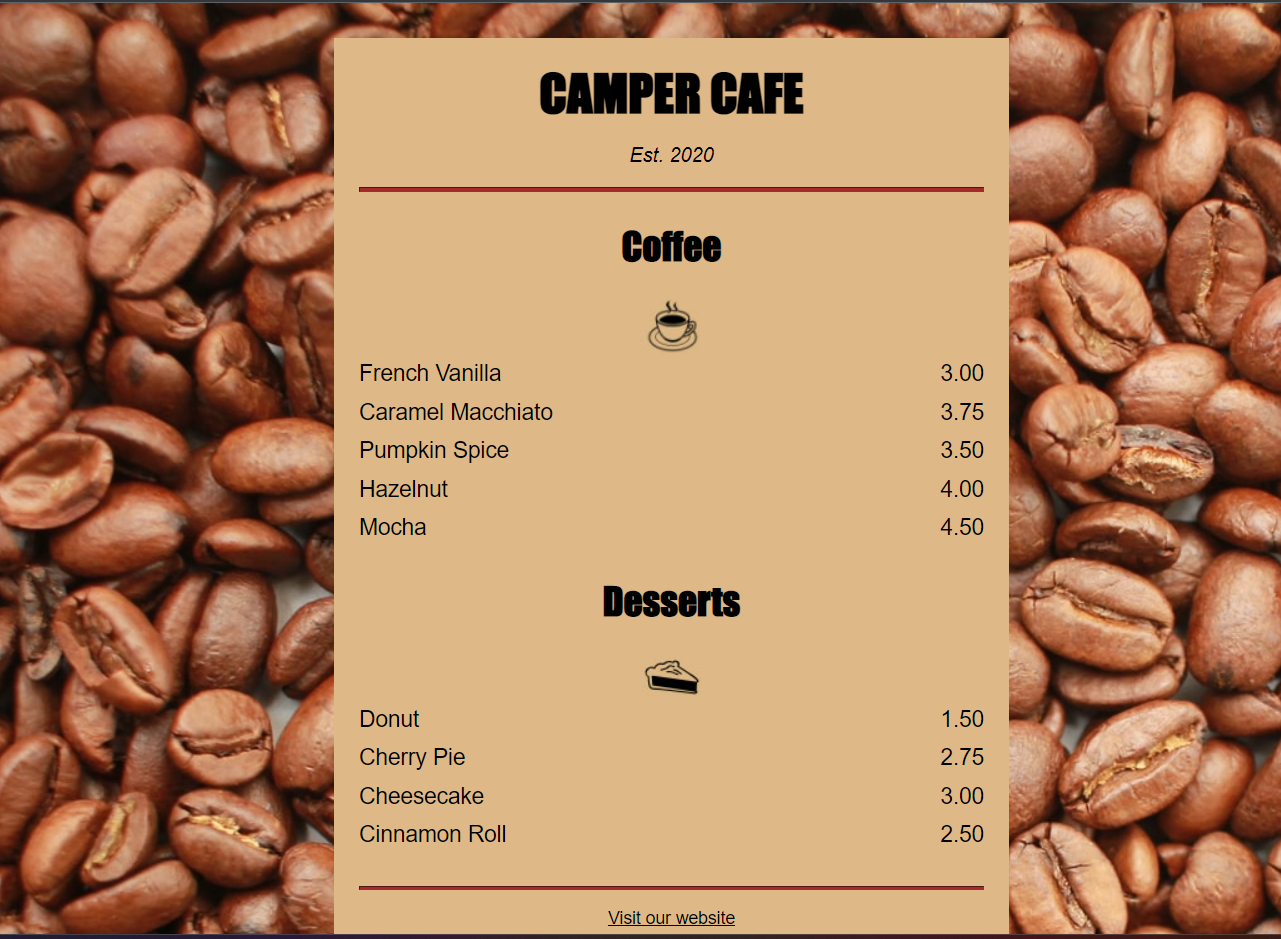 CAMPER CAFE
Est. 2020
Coffee
French Vanilla 3.00
Caramel Macchiato 3.75
Pumpkin Spice 3.50
Hazelnut 4.00
Mocha 4.50
Desserts
Donut 1.50
Cherry Pie 2.75
Cheesecake 3.00
Cinnamon Roll 2.50
Visit our website